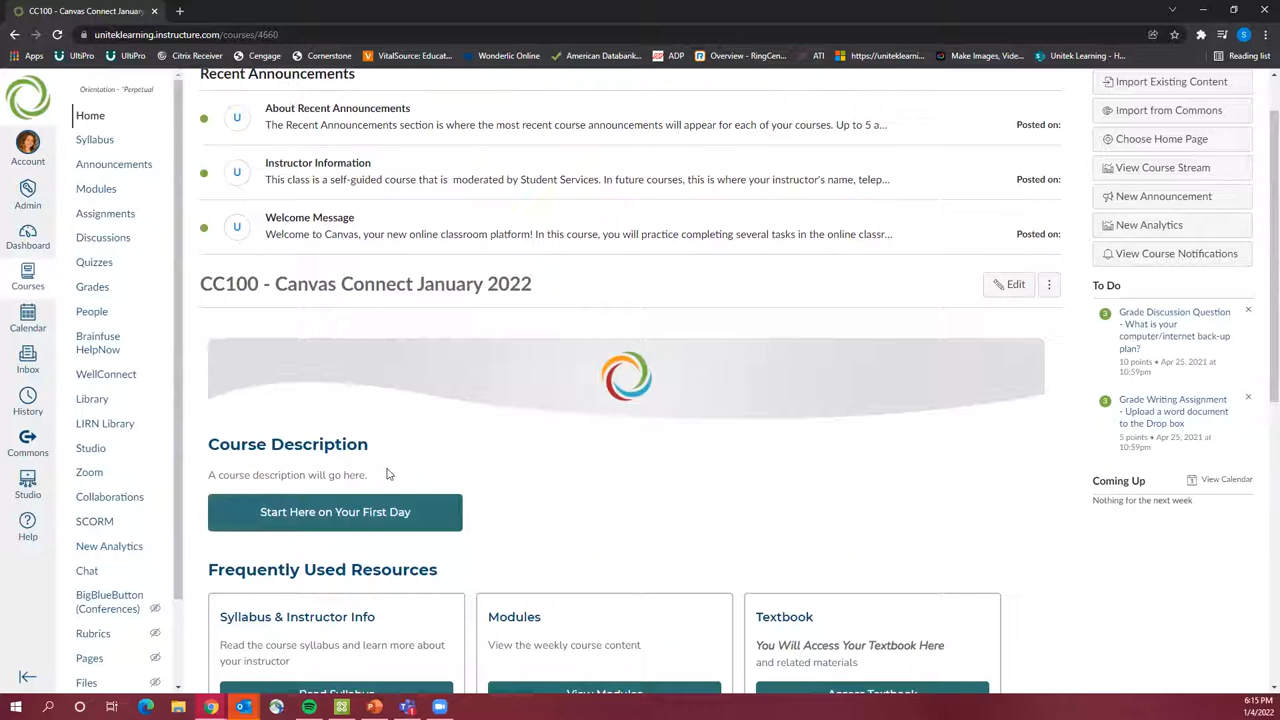 CC100 - Canvas Connect January
uniteklearning.instructure.com/courses/4660
Apps UltiPro UltiPro Citrix Receiver Cengage Cornerstone VitalSource: Educat... Wonderlic Online American Databank... ADP Overview - RingCen... ATI https://uniteklearni... Make Images, Video... Unitek Learning - H... Reading list
Orientation - "Perpetual
Home
Syllabus
Announcements
Modules
Assignments
Discussions
Quizzes
Grades
People
Brainfuse
HelpNow
WellConnect
Library
LIRN Library
Studio
Zoom
Collaborations
SCORM
New Analytics
Chat
BigBlueButton
(Conferences)
Rubrics
Pages
Files
Account
Admin
Dashboard
Courses
Calendar
Inbox
History
Commons
Studio
Help
Recent Announcements
U
About Recent Announcements
The Recent Announcements section is where the most recent course announcements will appear for each of your courses. Up to 5 a...
Posted on:
U
Instructor Information
This class is a self-guided course that is moderated by Student Services. In future courses, this is where your instructor's name, telep...
Posted on:
U
Welcome Message
Welcome to Canvas, your new online classroom platform! In this course, you will practice completing several tasks in the online classr...
Posted on:
CC100 - Canvas Connect January 2022
Edit
Course Description
A course description will go here.
Start Here on Your First Day
Frequently Used Resources
Syllabus & Instructor Info
Read the course syllabus and learn more about
your instructor
Read Syllabus
Modules
View the weekly course content
View Modules
Textbook
You Will Access Your Textbook Here
and related materials
Access Textbook
Import Existing Content
Import from Commons
Choose Home Page
View Course Stream
New Announcement
New Analytics
View Course Notifications
To Do
3
Grade Discussion Question
- What is your
computer/internet back-up
plan?
10 points • Apr 25, 2021 at
10:59pm
3
Grade Writing Assignment
- Upload a word document
to the Drop box
5 points • Apr 25, 2021 at
10:59pm
Coming Up
View Calendar
Nothing for the next week
6:15 PM
1/4/2022